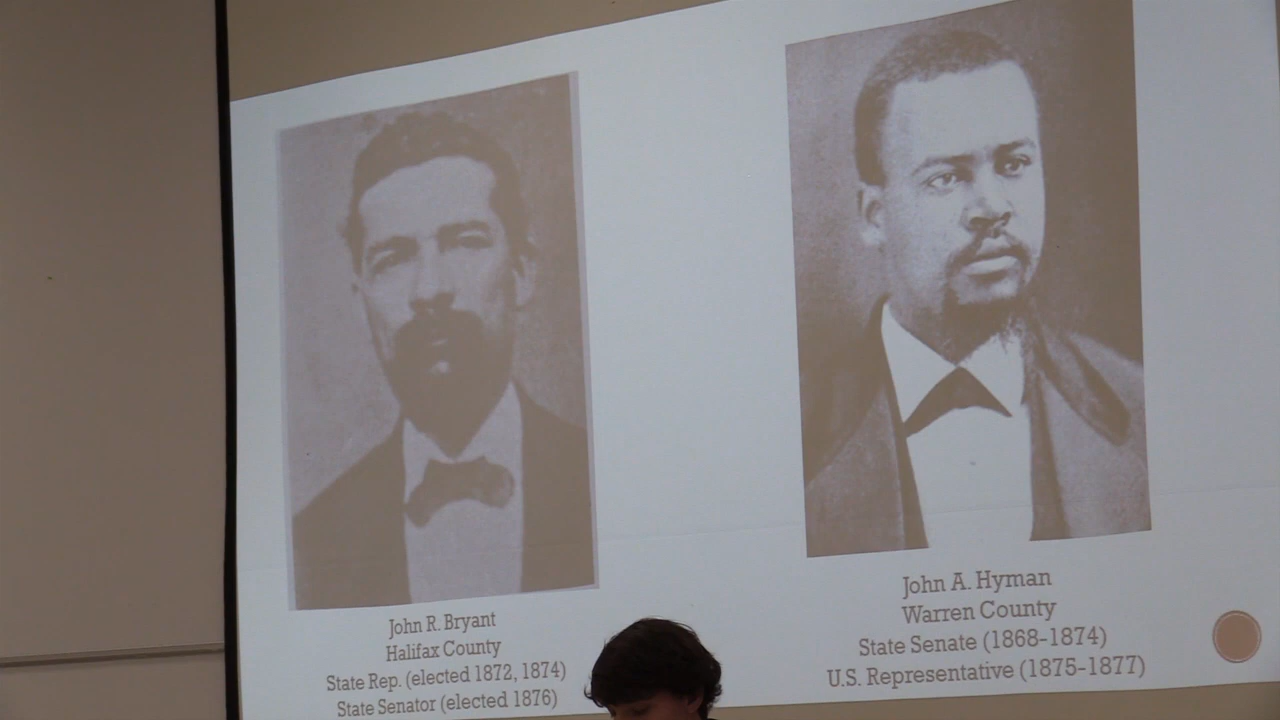 John R. Bryant
Halifax County
State Rep. (elected 1872, 1874)
State Senator (elected 1876)
John A. Hyman
Warren County
State Senate (1868-1874)
U.S. Representative (1875-1877)